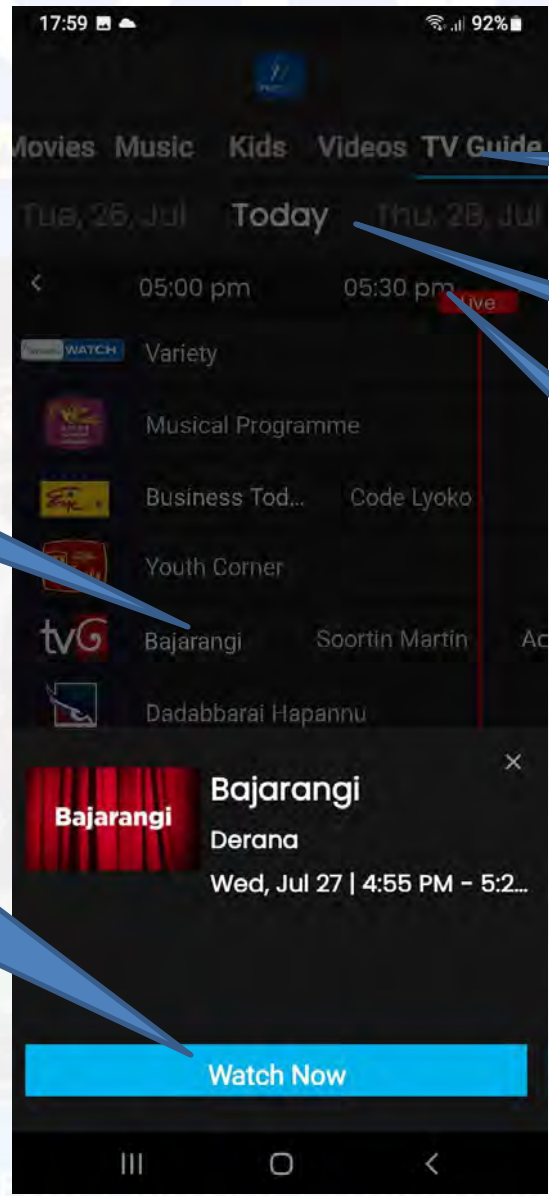 17:59 92%
Movies Music Kids Videos TV Guide
Tue, 26, Jul Today Thu, 28, Jul
05:00 pm 05:30 pm
Live
WATCH Variety
Musical Programme
Business Tod... Code Lyoko
Youth Corner
tvG Bajarangi Soortin Martin Ac
Dadabbarai Hapannu
Bajarangi
Bajarangi
Derana
Wed, Jul 27 | 4:55 PM - 5:2...
Watch Now